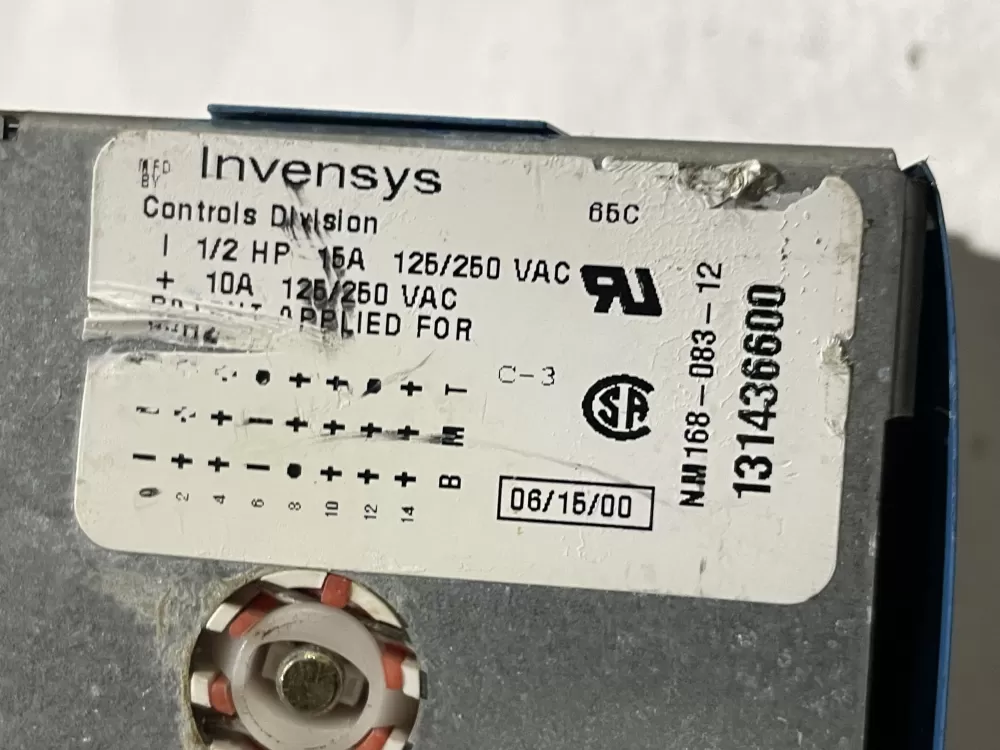 F
MFD BY Invensys
Controls Division
65C
| 1/2 HP 15A 125/250 VAC
+ 10A 125/250 VAC
APPLIED FOR
C-3
• + + • + T
+ | + + + + M
| + + | • + + + B
0 2 4 6 8 10 12 14
06/15/00
NM168-083-12
131436600